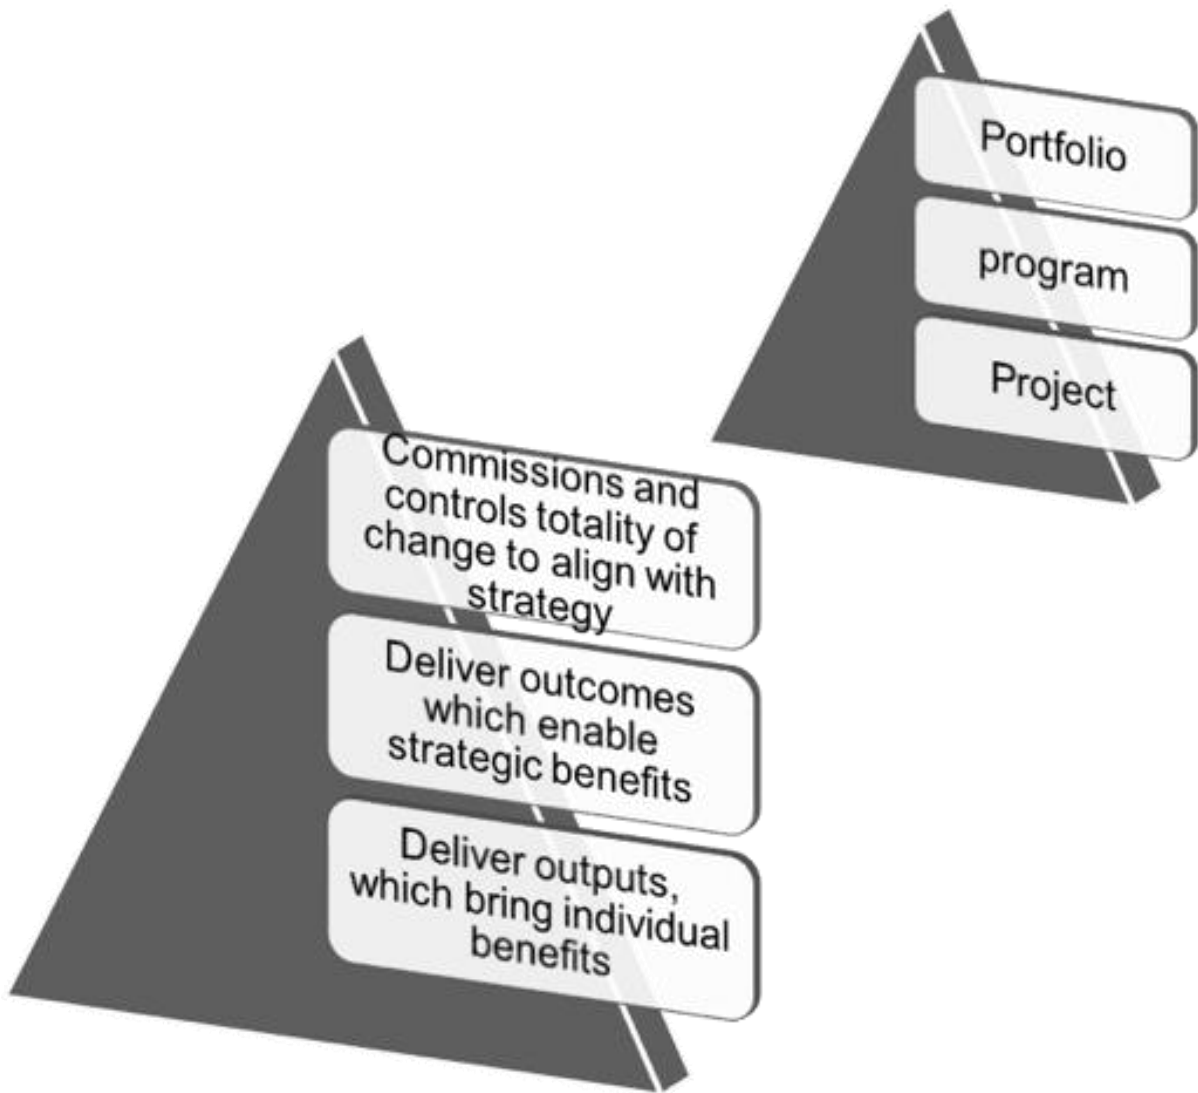 Portfolio
program
Project
Commissions and
controls totality of
change to align with
strategy
Deliver outcomes
which enable
strategic benefits
Deliver outputs,
which bring individual
benefits